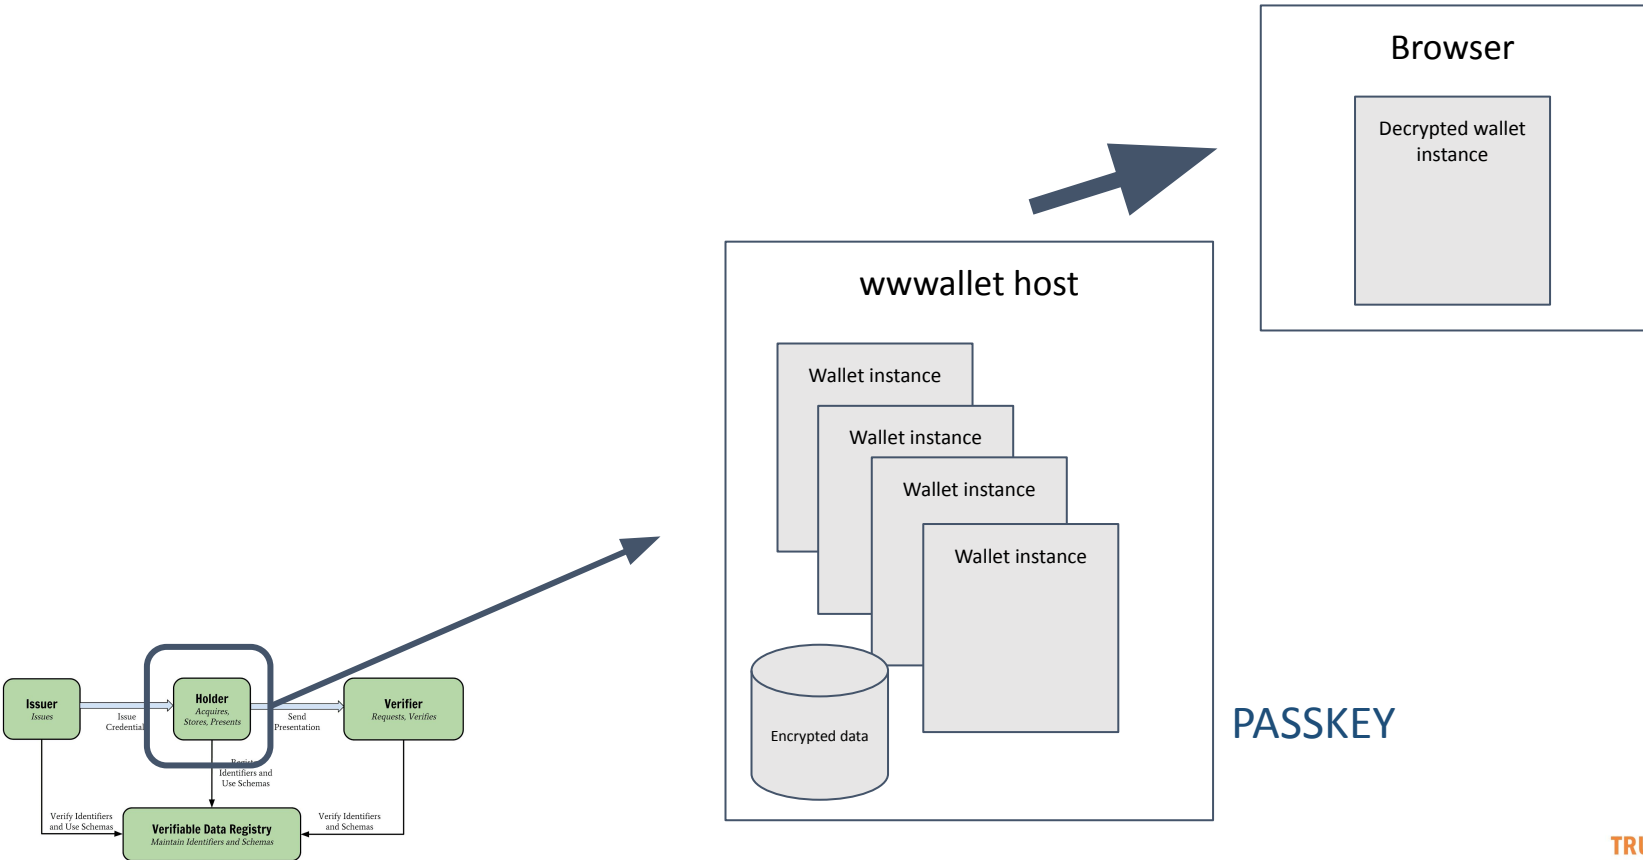 Browser
Decrypted wallet
instance
wwwallet host
Wallet instance
Wallet instance
Wallet instance
Wallet instance
Encrypted data
PASSKEY
Issuer
Issues
Issue
Credential
Holder
Acquires,
Stores, Presents
Send
Presentation
Verifier
Requests, Verifies
Identifiers and
Use Schemas
Verify Identifiers
and Use Schemas
Verifiable Data Registry
Maintain Identifiers and Schemas
Verify Identifiers
and Schemas
TRU